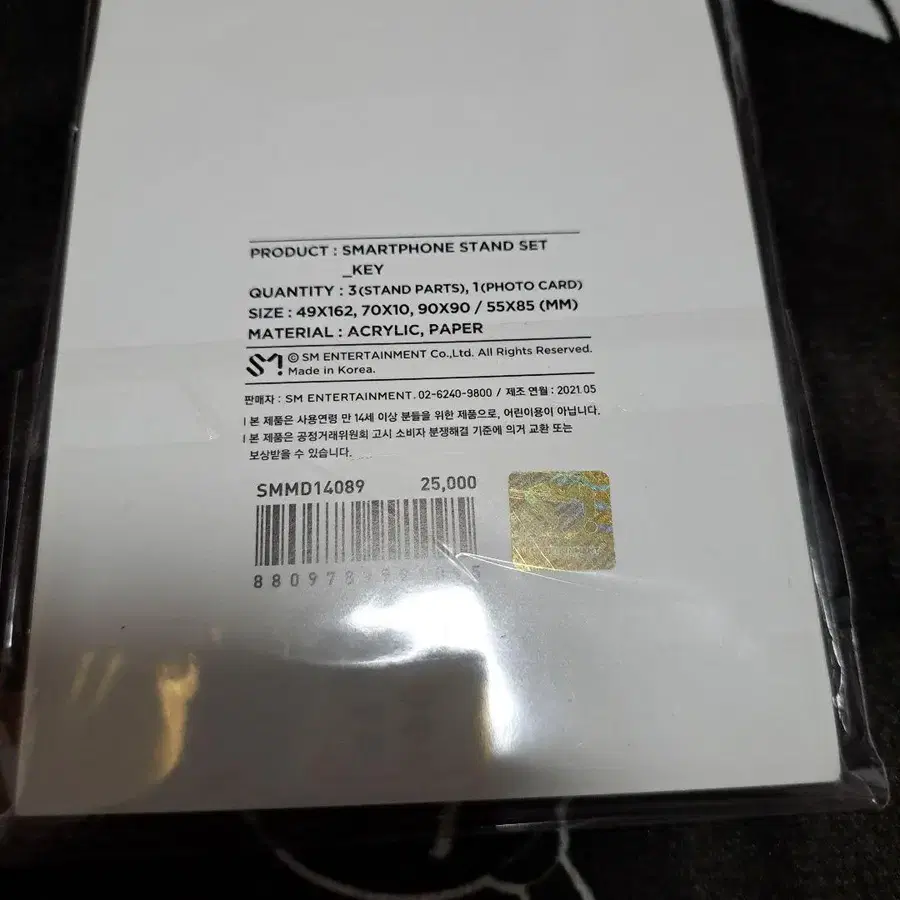 PRODUCT : SMARTPHONE STAND SET
_KEY
QUANTITY : 3(STAND PARTS), 1(PHOTO CARD)
SIZE : 49X162, 70X10, 90X90 / 55X85 (MM)
MATERIAL : ACRYLIC, PAPER
SM! © SM ENTERTAINMENT Co.,Ltd. All Rights Reserved.
Made in Korea.
판매자 : SM ENTERTAINMENT. 02-6240-9800 / 제조 연월 : 2021.05
| 본 제품은 사용연령 만 14세 이상 분들을 위한 제품으로, 어린이용이 아닙니다.
| 본 제품은 공정거래위원회 고시 소비자 분쟁해결 기준에 의거 교환 또는
보상받을 수 있습니다.
SMMD14089 25,000